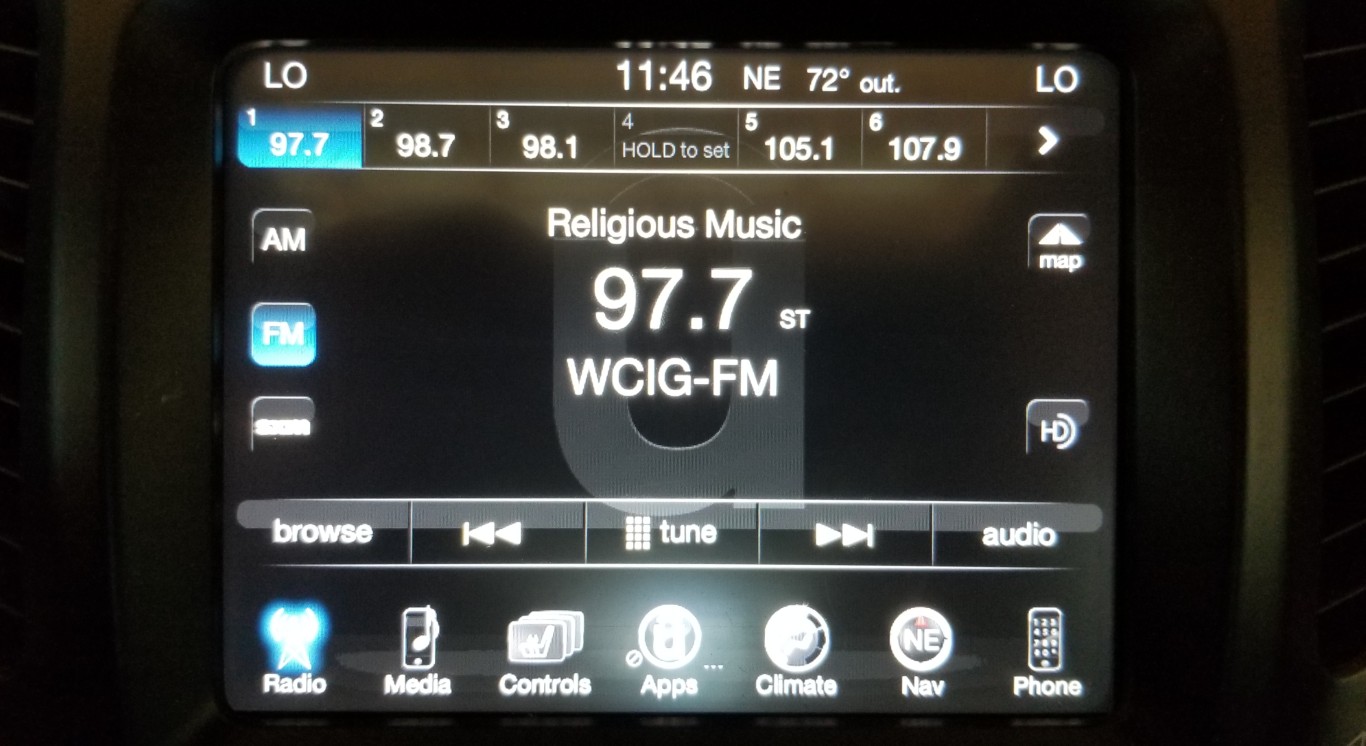 LO 11:46 NE 72° out. LO
1 97.7 2 98.7 3 98.1 4 HOLD to set 5 105.1 6 107.9
Religious Music
AM
map
97.7 ST
FM
WCIG-FM
HD
browse tune audio
NE
Radio Media Controls Apps Climate Nav Phone